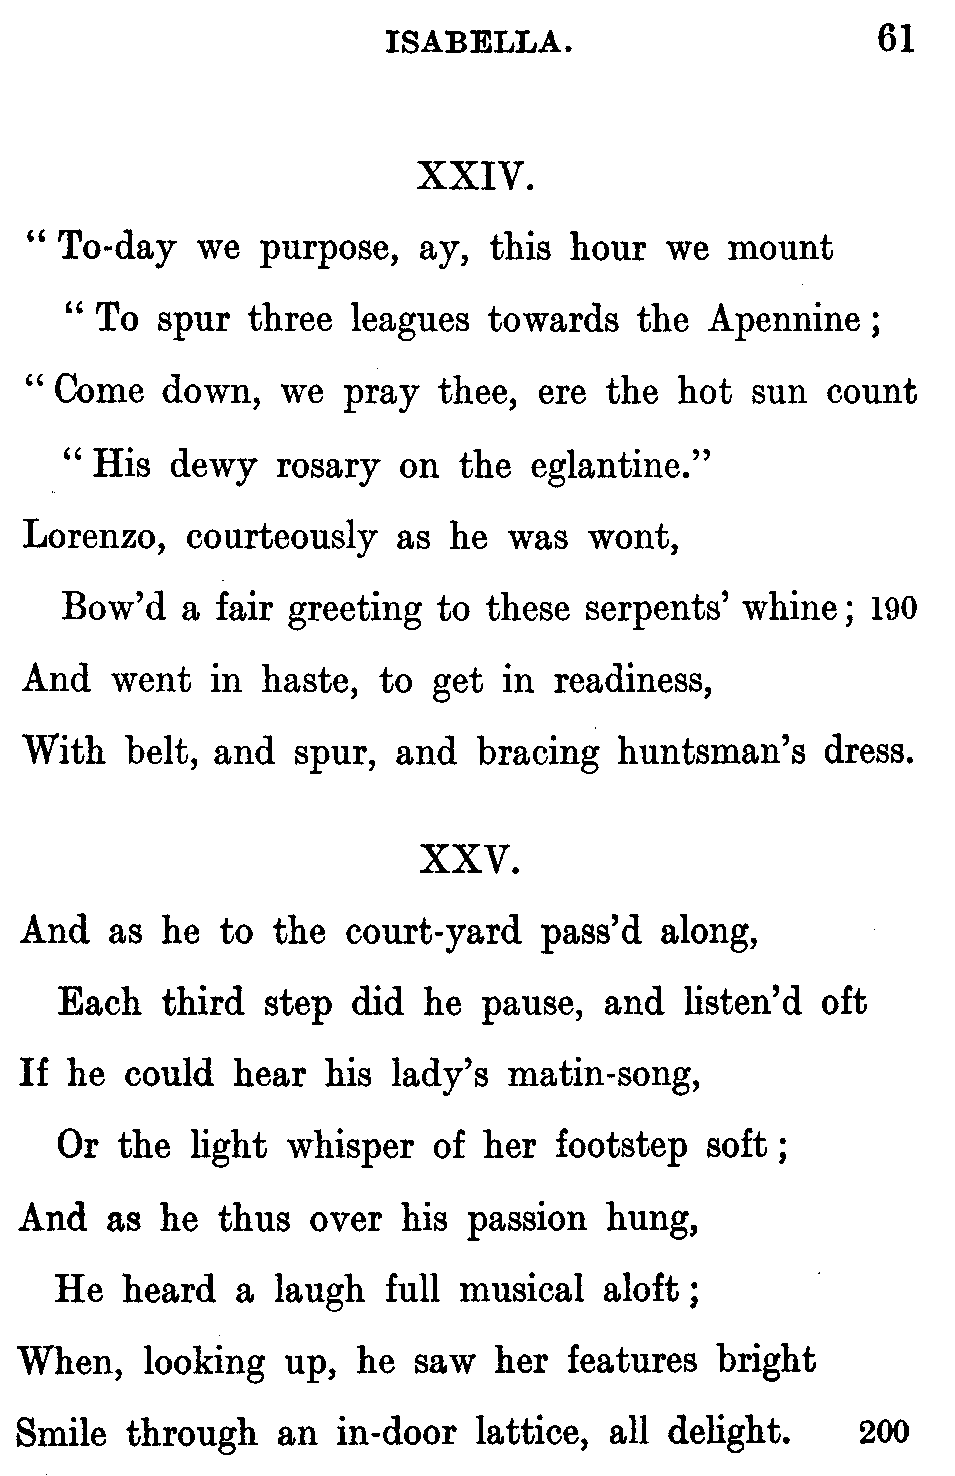 ISABELLA. 61
XXIV.
“ To-day we purpose, ay, this hour we mount
“ To spur three leagues towards the Apennine ;
“ Come down, we pray thee, ere the hot sun count
“ His dewy rosary on the eglantine.”
Lorenzo, courteously as he was wont,
Bow’d a fair greeting to these serpents’ whine ; 190
And went in haste, to get in readiness,
With belt, and spur, and bracing huntsman’s dress.
XXV.
And as he to the court-yard pass’d along,
Each third step did he pause, and listen’d oft
If he could hear his lady’s matin-song,
Or the light whisper of her footstep soft ;
And as he thus over his passion hung,
He heard a laugh full musical aloft ;
When, looking up, he saw her features bright
Smile through an in-door lattice, all delight. 200